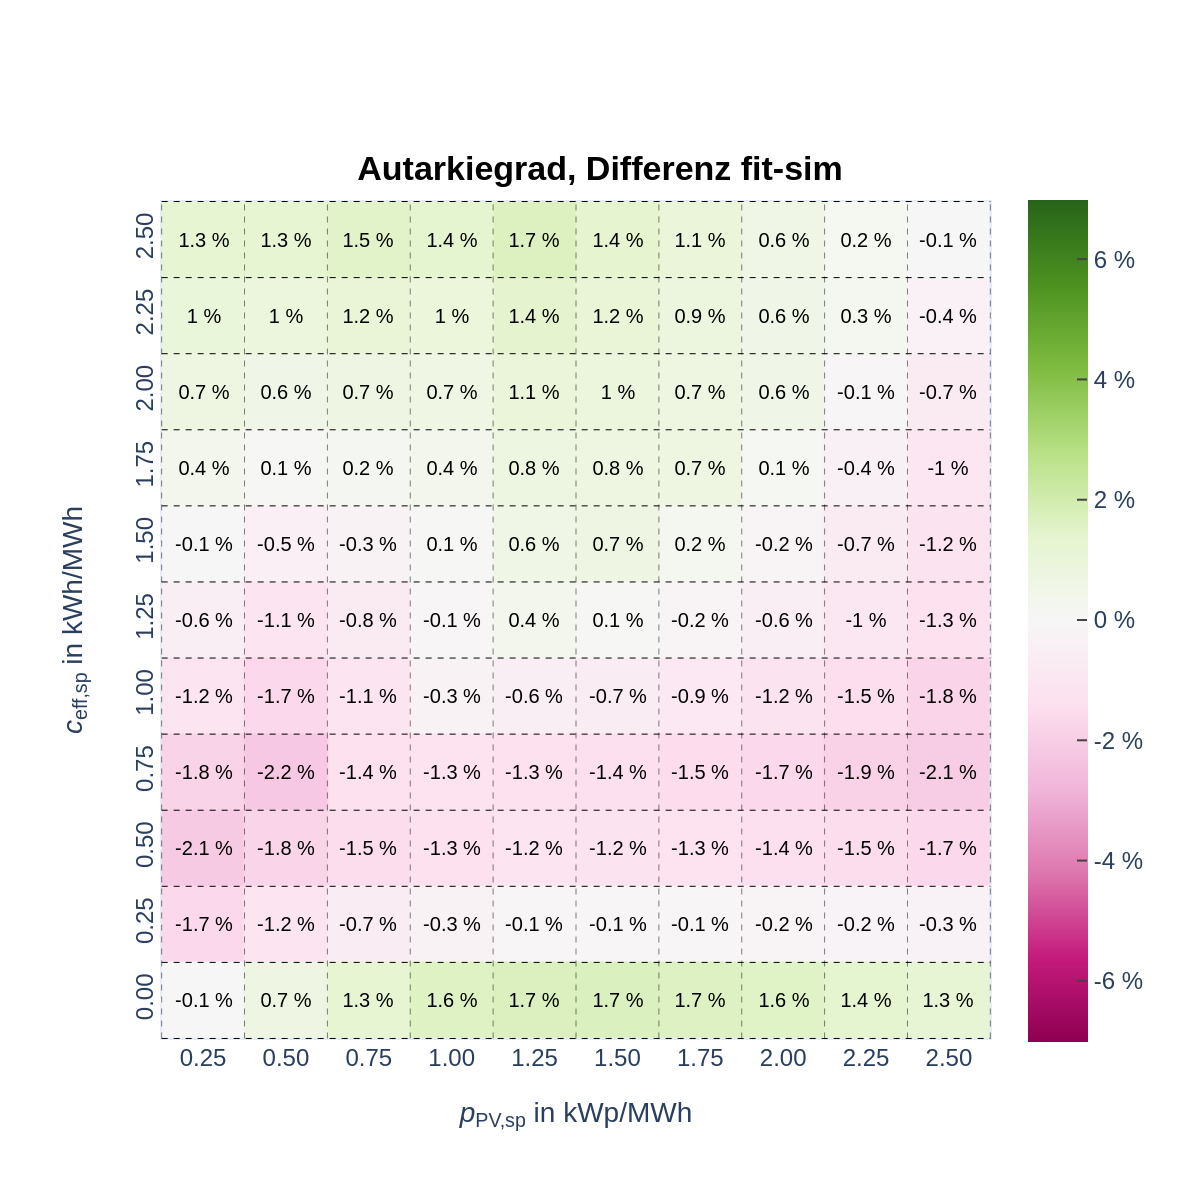 Autarkiegrad, Differenz fit-sim
2.50 1.3 % 1.3 % 1.5 % 1.4 % 1.7 % 1.4 % 1.1 % 0.6 % 0.2 % -0.1 %
2.25 1 % 1 % 1.2 % 1 % 1.4 % 1.2 % 0.9 % 0.6 % 0.3 % -0.4 %
2.00 0.7 % 0.6 % 0.7 % 0.7 % 1.1 % 1 % 0.7 % 0.6 % -0.1 % -0.7 %
1.75 0.4 % 0.1 % 0.2 % 0.4 % 0.8 % 0.8 % 0.7 % 0.1 % -0.4 % -1 %
1.50 -0.1 % -0.5 % -0.3 % 0.1 % 0.6 % 0.7 % 0.2 % -0.2 % -0.7 % -1.2 %
1.25 -0.6 % -1.1 % -0.8 % -0.1 % 0.4 % 0.1 % -0.2 % -0.6 % -1 % -1.3 %
1.00 -1.2 % -1.7 % -1.1 % -0.3 % -0.6 % -0.7 % -0.9 % -1.2 % -1.5 % -1.8 %
0.75 -1.8 % -2.2 % -1.4 % -1.3 % -1.3 % -1.4 % -1.5 % -1.7 % -1.9 % -2.1 %
0.50 -2.1 % -1.8 % -1.5 % -1.3 % -1.2 % -1.2 % -1.3 % -1.4 % -1.5 % -1.7 %
0.25 -1.7 % -1.2 % -0.7 % -0.3 % -0.1 % -0.1 % -0.1 % -0.2 % -0.2 % -0.3 %
0.00 -0.1 % 0.7 % 1.3 % 1.6 % 1.7 % 1.7 % 1.7 % 1.6 % 1.4 % 1.3 %
0.25 0.50 0.75 1.00 1.25 1.50 1.75 2.00 2.25 2.50
pPV,sp in kWp/MWh
ceff,sp in kWh/MWh
6 %
4 %
2 %
0 %
-2 %
-4 %
-6 %